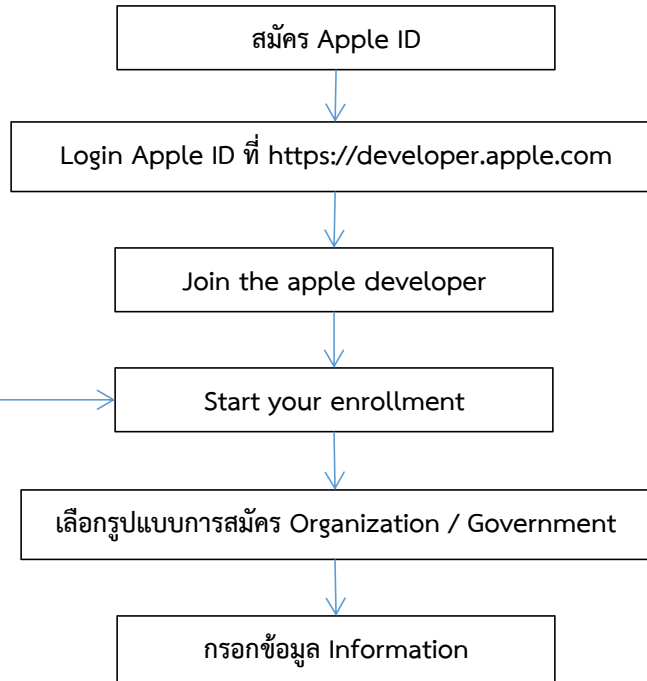 สมัคร Apple ID
Login Apple ID ที่ https://developer.apple.com
Join the apple developer
Start your enrollment
เลือกรูปแบบการสมัคร Organization / Government
กรอกข้อมูล Information